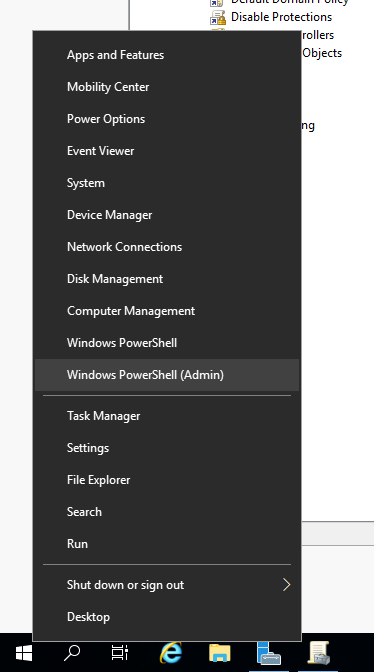 Default Domain Policy
Disable Protections
Objects
Apps and Features
Mobility Center
Power Options
Event Viewer
System
Device Manager
Network Connections
Disk Management
Computer Management
Windows PowerShell
Windows PowerShell (Admin)
Task Manager
Settings
File Explorer
Search
Run
Shut down or sign out
Desktop